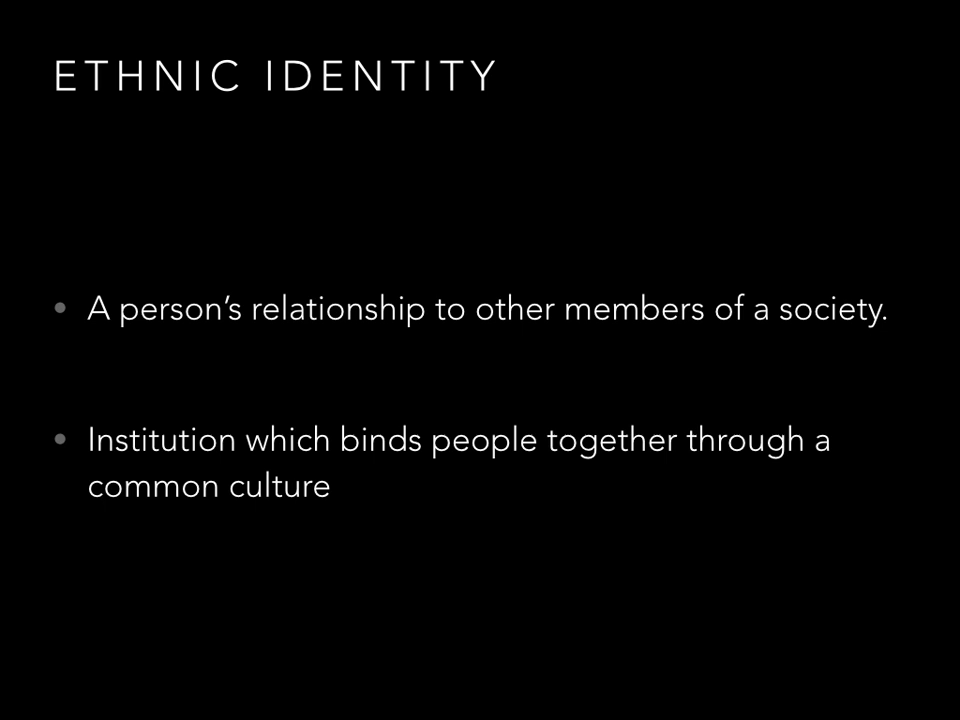 ETHNIC IDENTITY
• A person’s relationship to other members of a society.
• Institution which binds people together through a
common culture